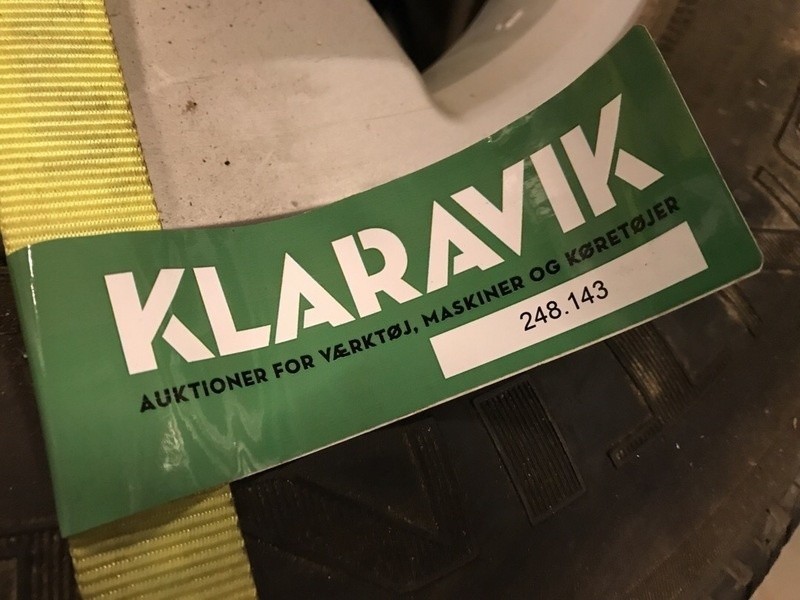 KLARAVIK
AUKTIONER FOR VÆRKTØJ, MASKINER OG KØRETØJER
248.143